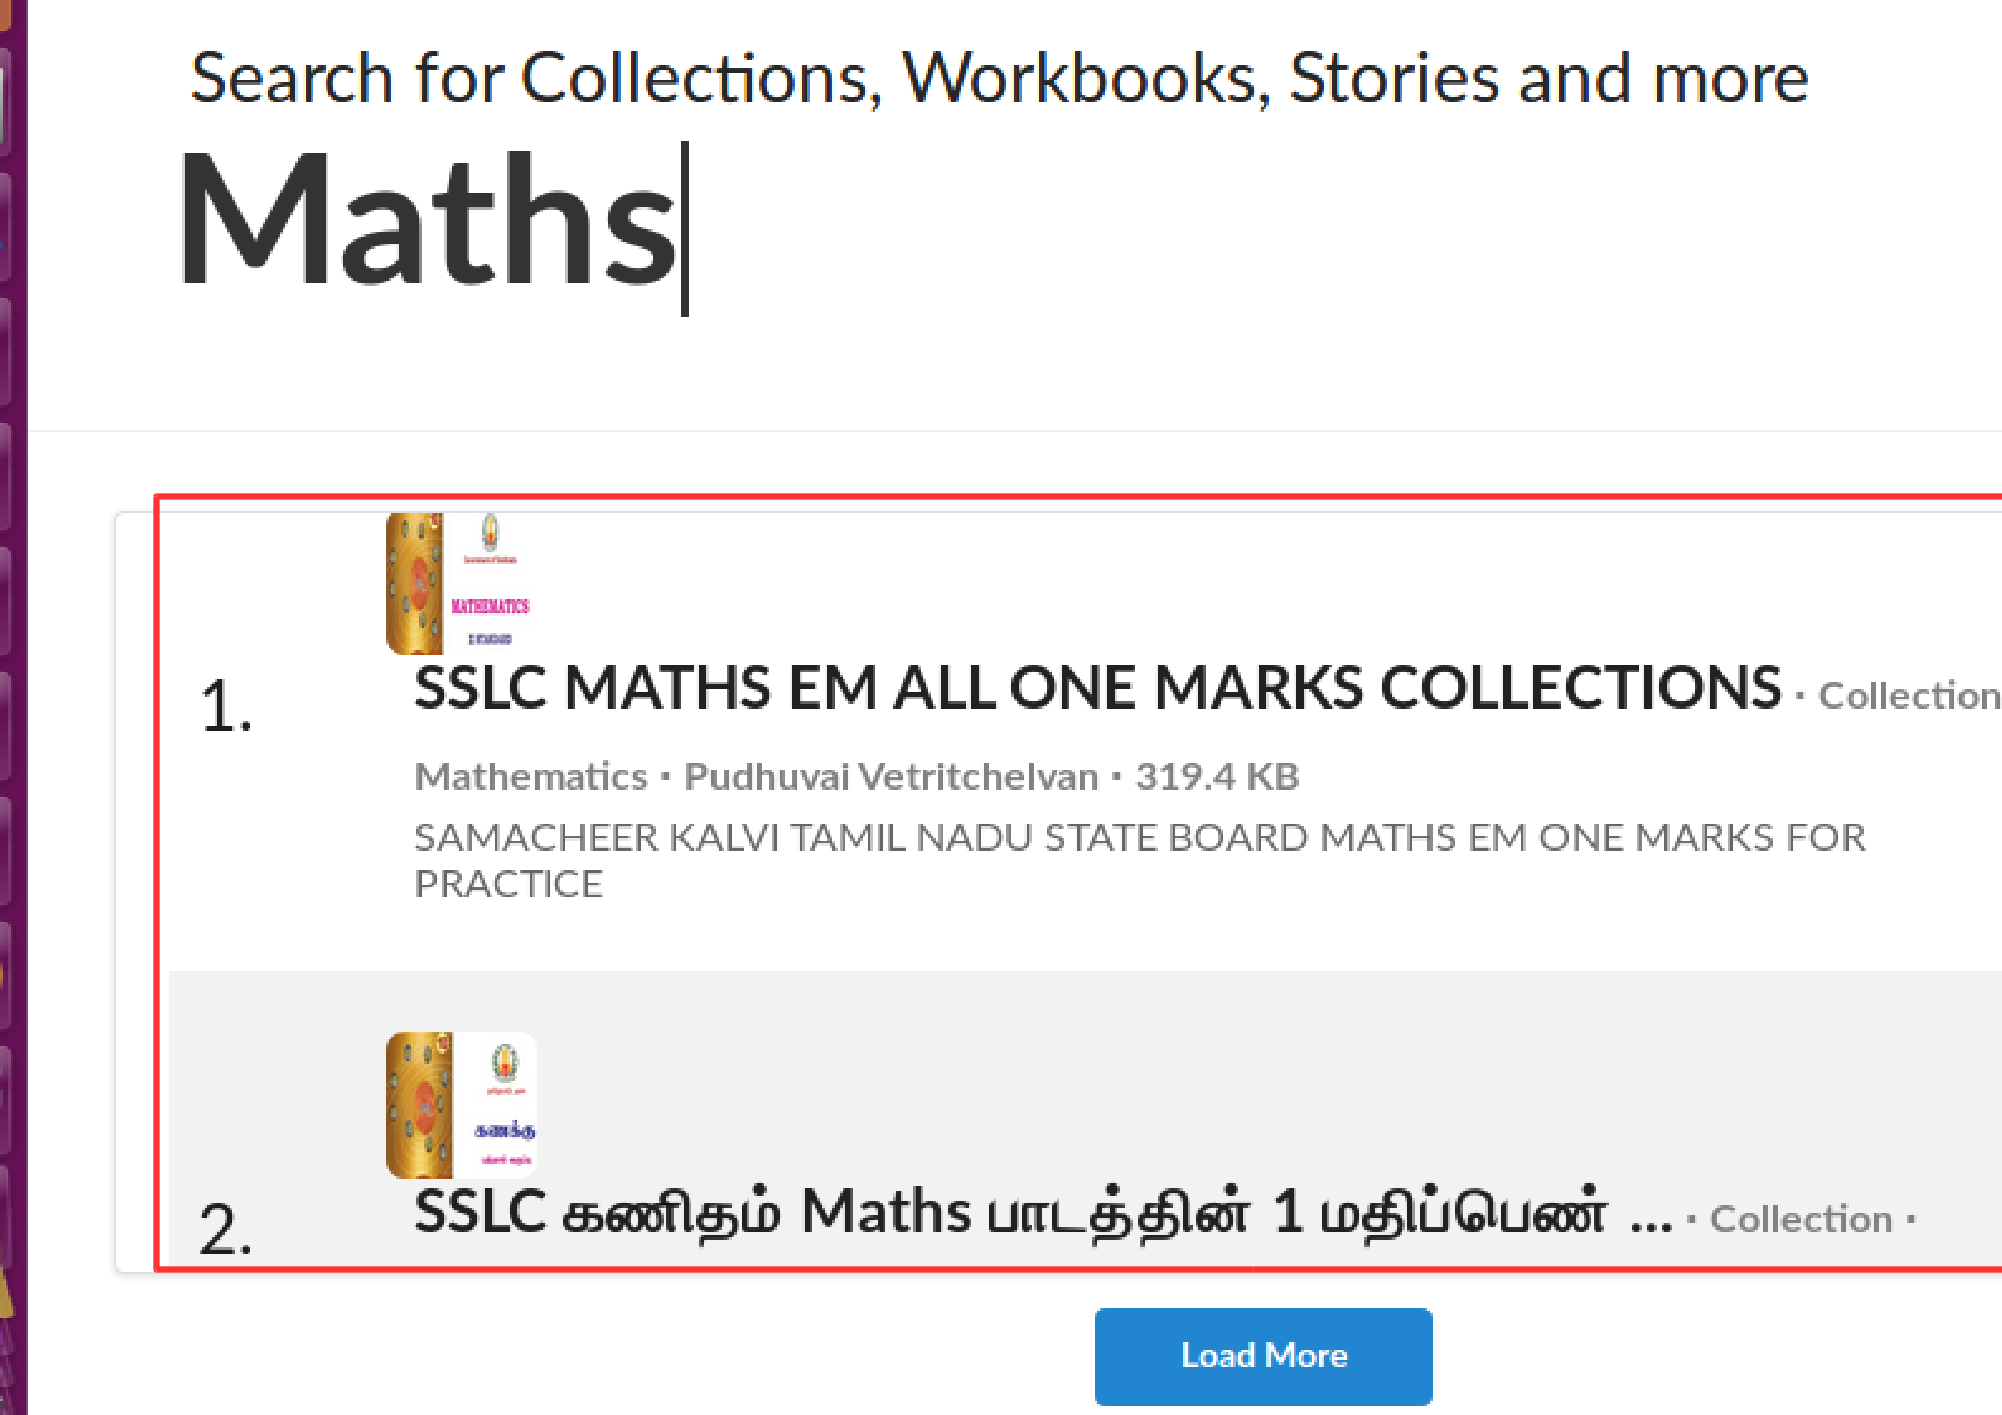 Search for Collections, Workbooks, Stories and more
Maths
MATHEMATICS
1.
SSLC MATHS EM ALL ONE MARKS COLLECTIONS · Collection
Mathematics · Pudhuvai Vetritchelvan · 319.4 KB
SAMACHEER KALVI TAMIL NADU STATE BOARD MATHS EM ONE MARKS FOR
PRACTICE
கணக்கு
2.
SSLC கணிதம் Maths பாடத்தின் 1 மதிப்பெண் ... · Collection ·
Load More